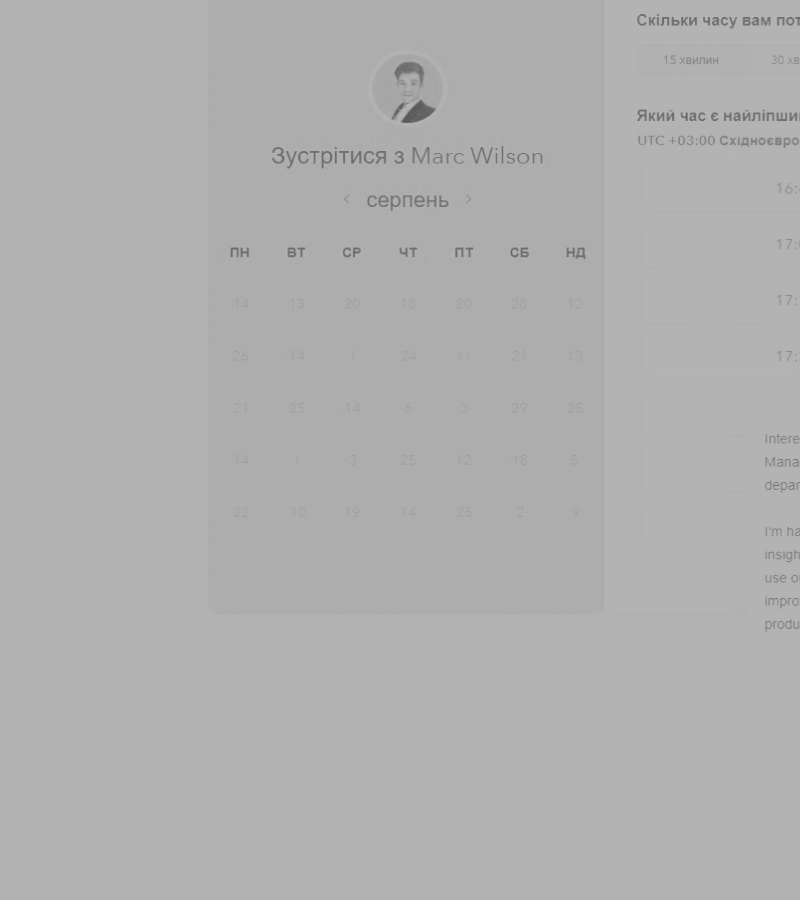 Скільки часу вам пот
15 хвилин 30 хв
Зустрітися з Marc Wilson
серпень
ПН ВТ СР ЧТ ПТ СБ НД
14 13 20 18 20 28 12
26 14 1 24 11 21 13
21 25 14 6 3 29 25
14 1 3 25 12 18 5
22 10 19 14 25 2 9
Який час є найліпши
UTC +03:00 Східноєвро
16:
17:
17:
17:
Intere
Mana
depar
I'm ha
insigh
use o
impro
produ